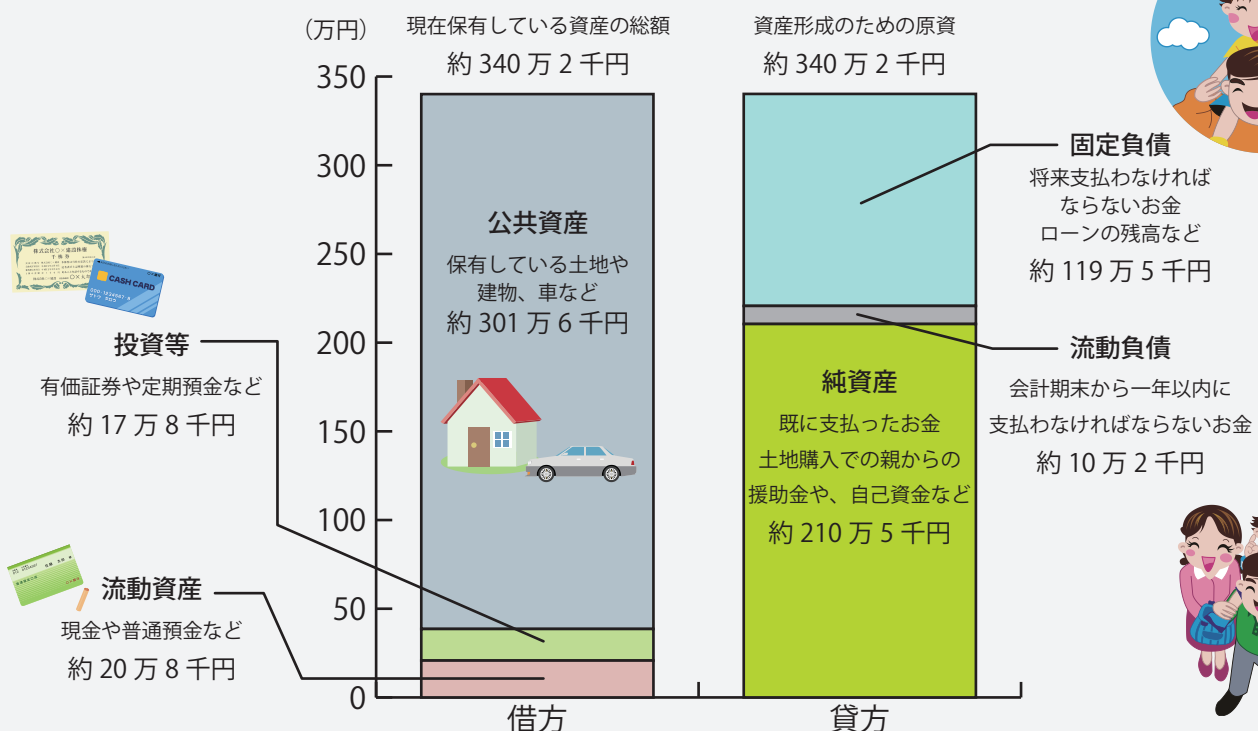 (万円)
現在保有している資産の総額
約 340 万 2 千円
資産形成のための原資
約 340 万 2 千円
350
300
250
200
150
100
50
0
公共資産
保有している土地や
建物、車など
約 301 万 6 千円
投資等
有価証券や定期預金など
約 17 万 8 千円
流動資産
現金や普通預金など
約 20 万 8 千円
固定負債
将来支払わなければ
ならないお金
ローンの残高など
約 119 万 5 千円
流動負債
会計期末から一年以内に
支払わなければならないお金
約 10 万 2 千円
純資産
既に支払ったお金
土地購入での親からの
援助金や、自己資金など
約 210 万 5 千円
借方
貸方
CASH CARD